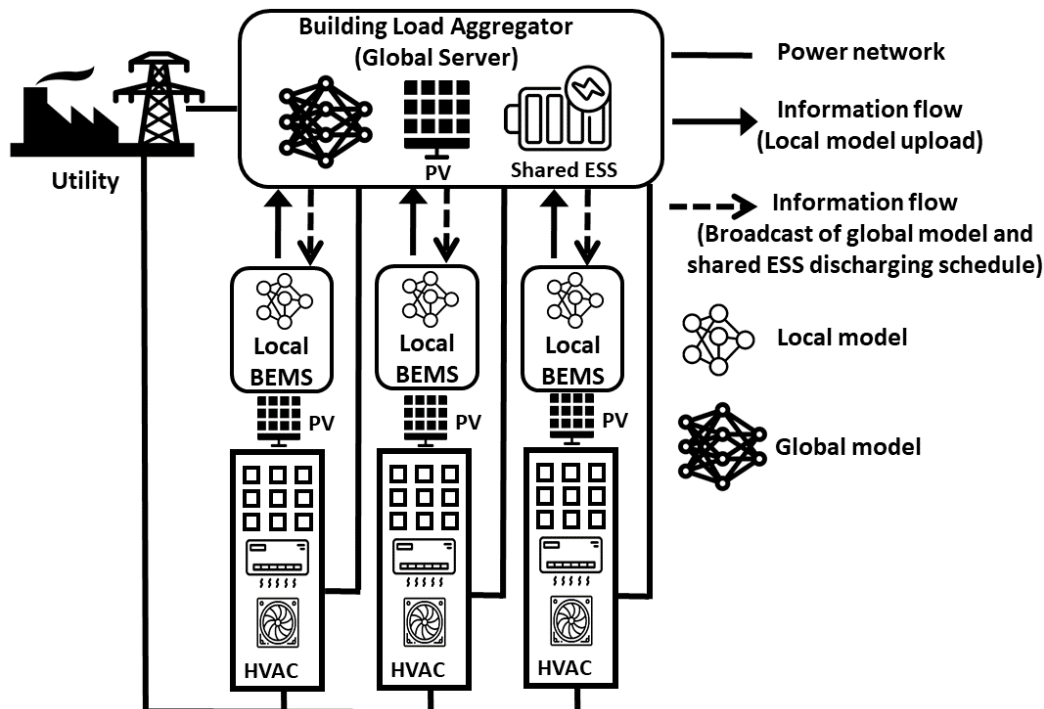 Building Load Aggregator
(Global Server)
PV
Shared ESS
Utility
Power network
Information flow
(Local model upload)
Information flow
(Broadcast of global model and
shared ESS discharging schedule)
Local model
Global model
Local
BEMS
Local
BEMS
Local
BEMS
PV
PV
PV
HVAC
HVAC
HVAC